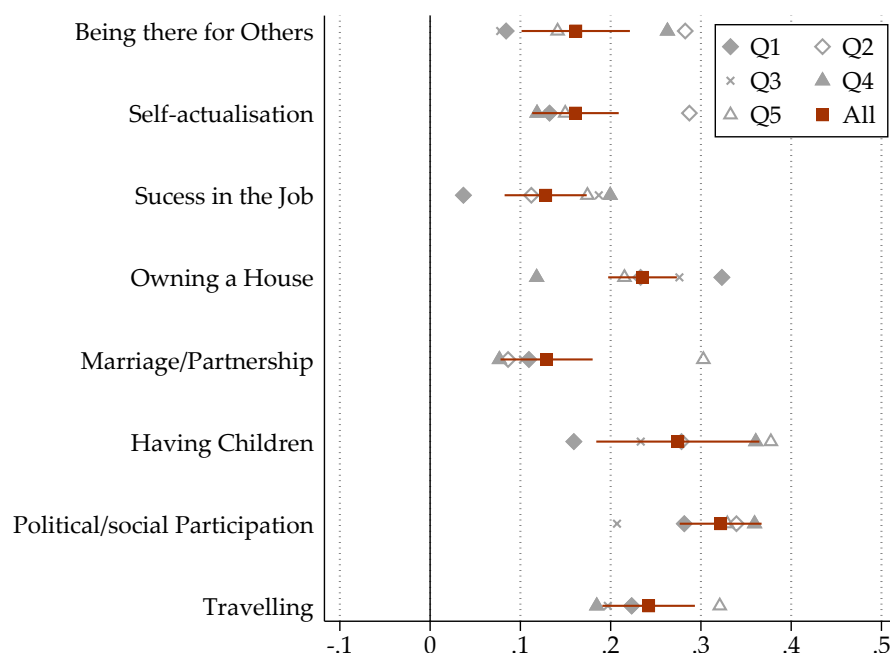 Being there for Others
Q1 Q2
Q3 Q4
Q5 All
Self-actualisation
Sucess in the Job
Owning a House
Marriage/Partnership
Having Children
Political/social Participation
Travelling
-.1 0 .1 .2 .3 .4 .5